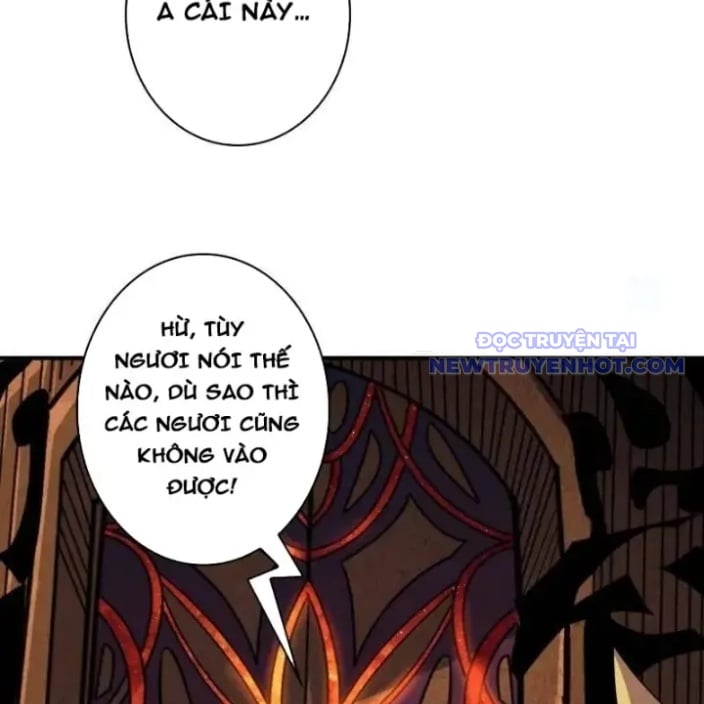 A CÁI NÀY...
HỪ, TÙY
NGƯƠI NÓI THẾ
NÀO, DÙ SAO THÌ
CÁC NGƯƠI CŨNG
KHÔNG VÀO
ĐƯỢC!
ĐỌC TRUYỆN TẠI
NEWTRUYENHOT.COM